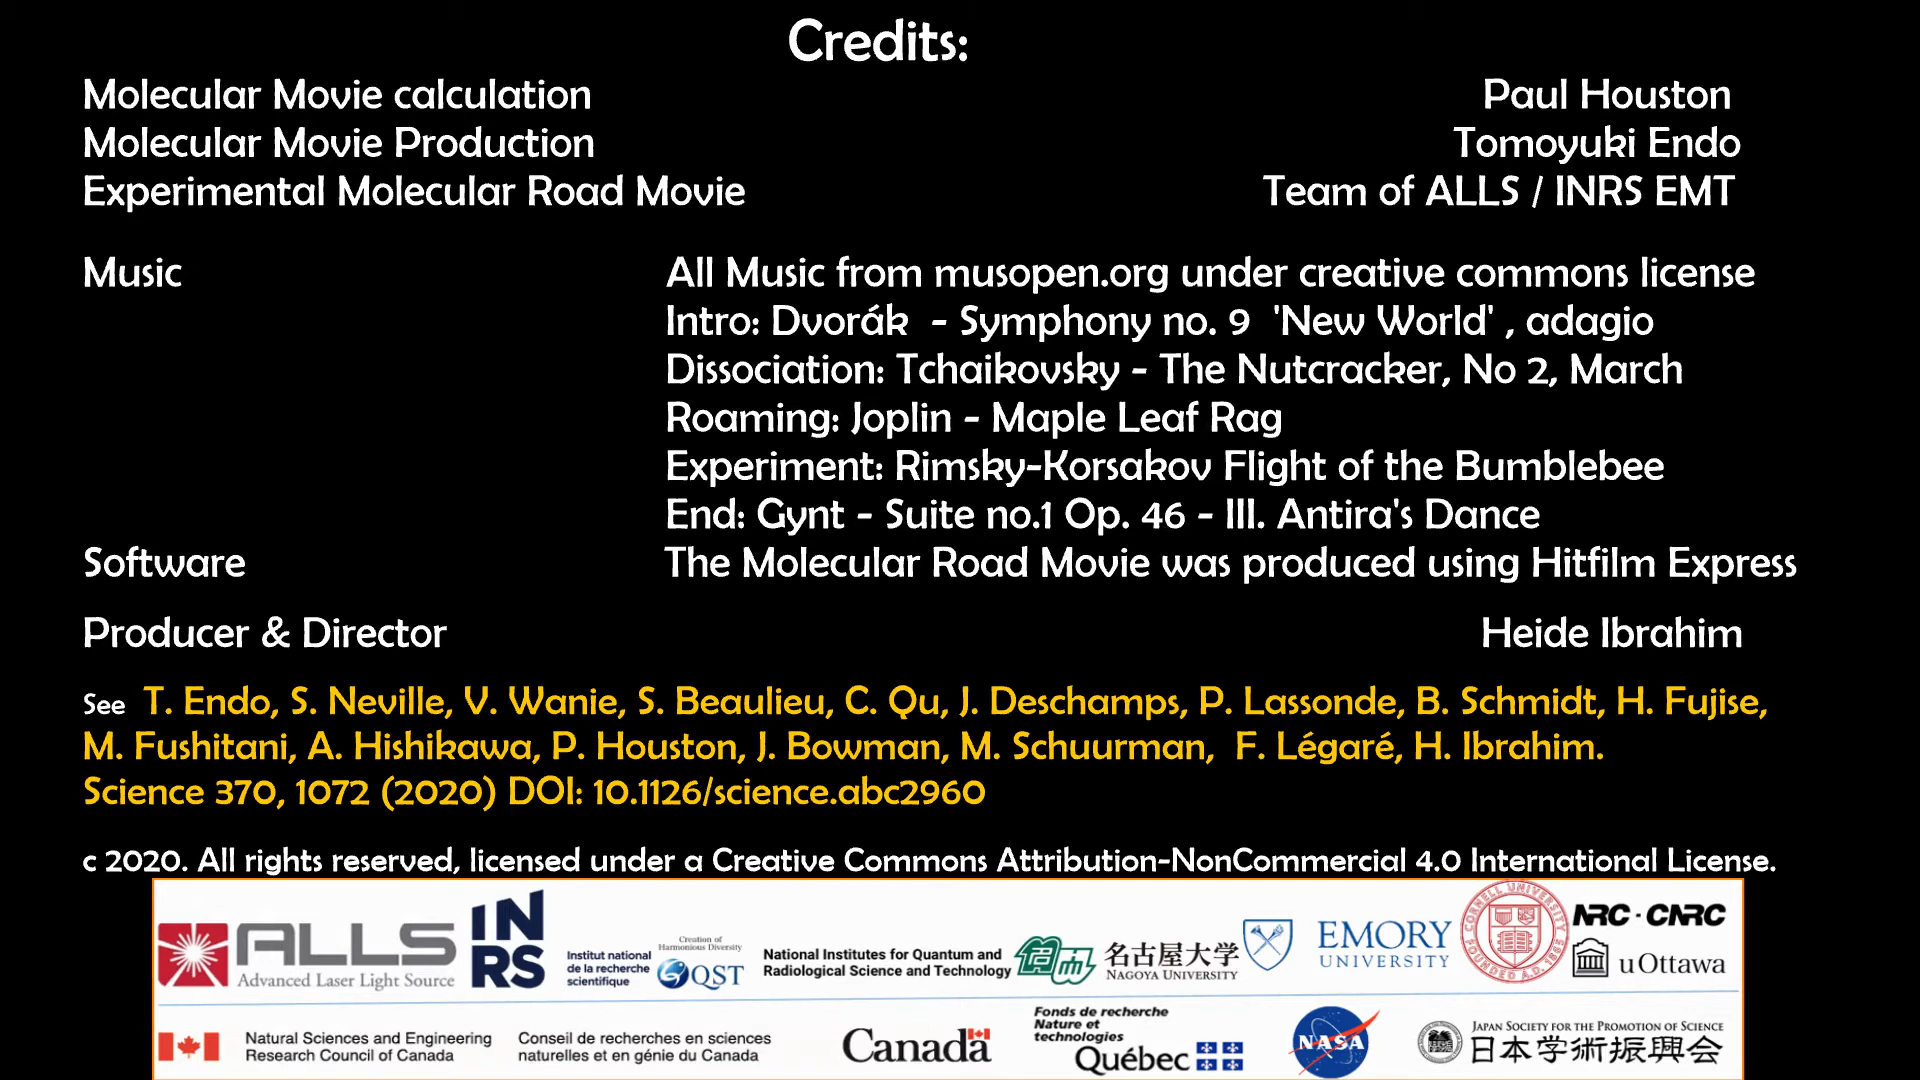 Credits:
Molecular Movie calculation Paul Houston
Molecular Movie Production Tomoyuki Endo
Experimental Molecular Road Movie Team of ALLS / INRS EMT
Music All Music from musopen.org under creative commons license
Intro: Dvorák - Symphony no. 9 'New World' , adagio
Dissociation: Tchaikovsky - The Nutcracker, No 2, March
Roaming: Joplin - Maple Leaf Rag
Experiment: Rimsky-Korsakov Flight of the Bumblebee
End: Gynt - Suite no.1 Op. 46 - III. Antira's Dance
Software The Molecular Road Movie was produced using Hitfilm Express
Producer & Director Heide Ibrahim
See T. Endo, S. Neville, V. Wanie, S. Beaulieu, C. Qu, J. Deschamps, P. Lassonde, B. Schmidt, H. Fujise,
M. Fushitani, A. Hishikawa, P. Houston, J. Bowman, M. Schuurman, F. Légaré, H. Ibrahim.
Science 370, 1072 (2020) DOI: 10.1126/science.abc2960
c 2020. All rights reserved, licensed under a Creative Commons Attribution-NonCommercial 4.0 International License.
ALLS
Advanced Laser Light Source
INRS
Institut national
de la recherche
scientifique
Creation of
Harmonious Diversity
QST
National Institutes for Quantum and
Radiological Science and Technology
名古屋大学
NAGOYA UNIVERSITY
EMORY
UNIVERSITY
CORNELL UNIVERSITY
FOUNDED A.D. 1865
NRC · CNRC
uOttawa
Natural Sciences and Engineering
Research Council of Canada
Conseil de recherches en sciences
naturelles et en génie du Canada
Canada
Fonds de recherche
Nature et
technologies
Québec
NASA
JAPAN SOCIETY FOR THE PROMOTION OF SCIENCE
日本学術振興会